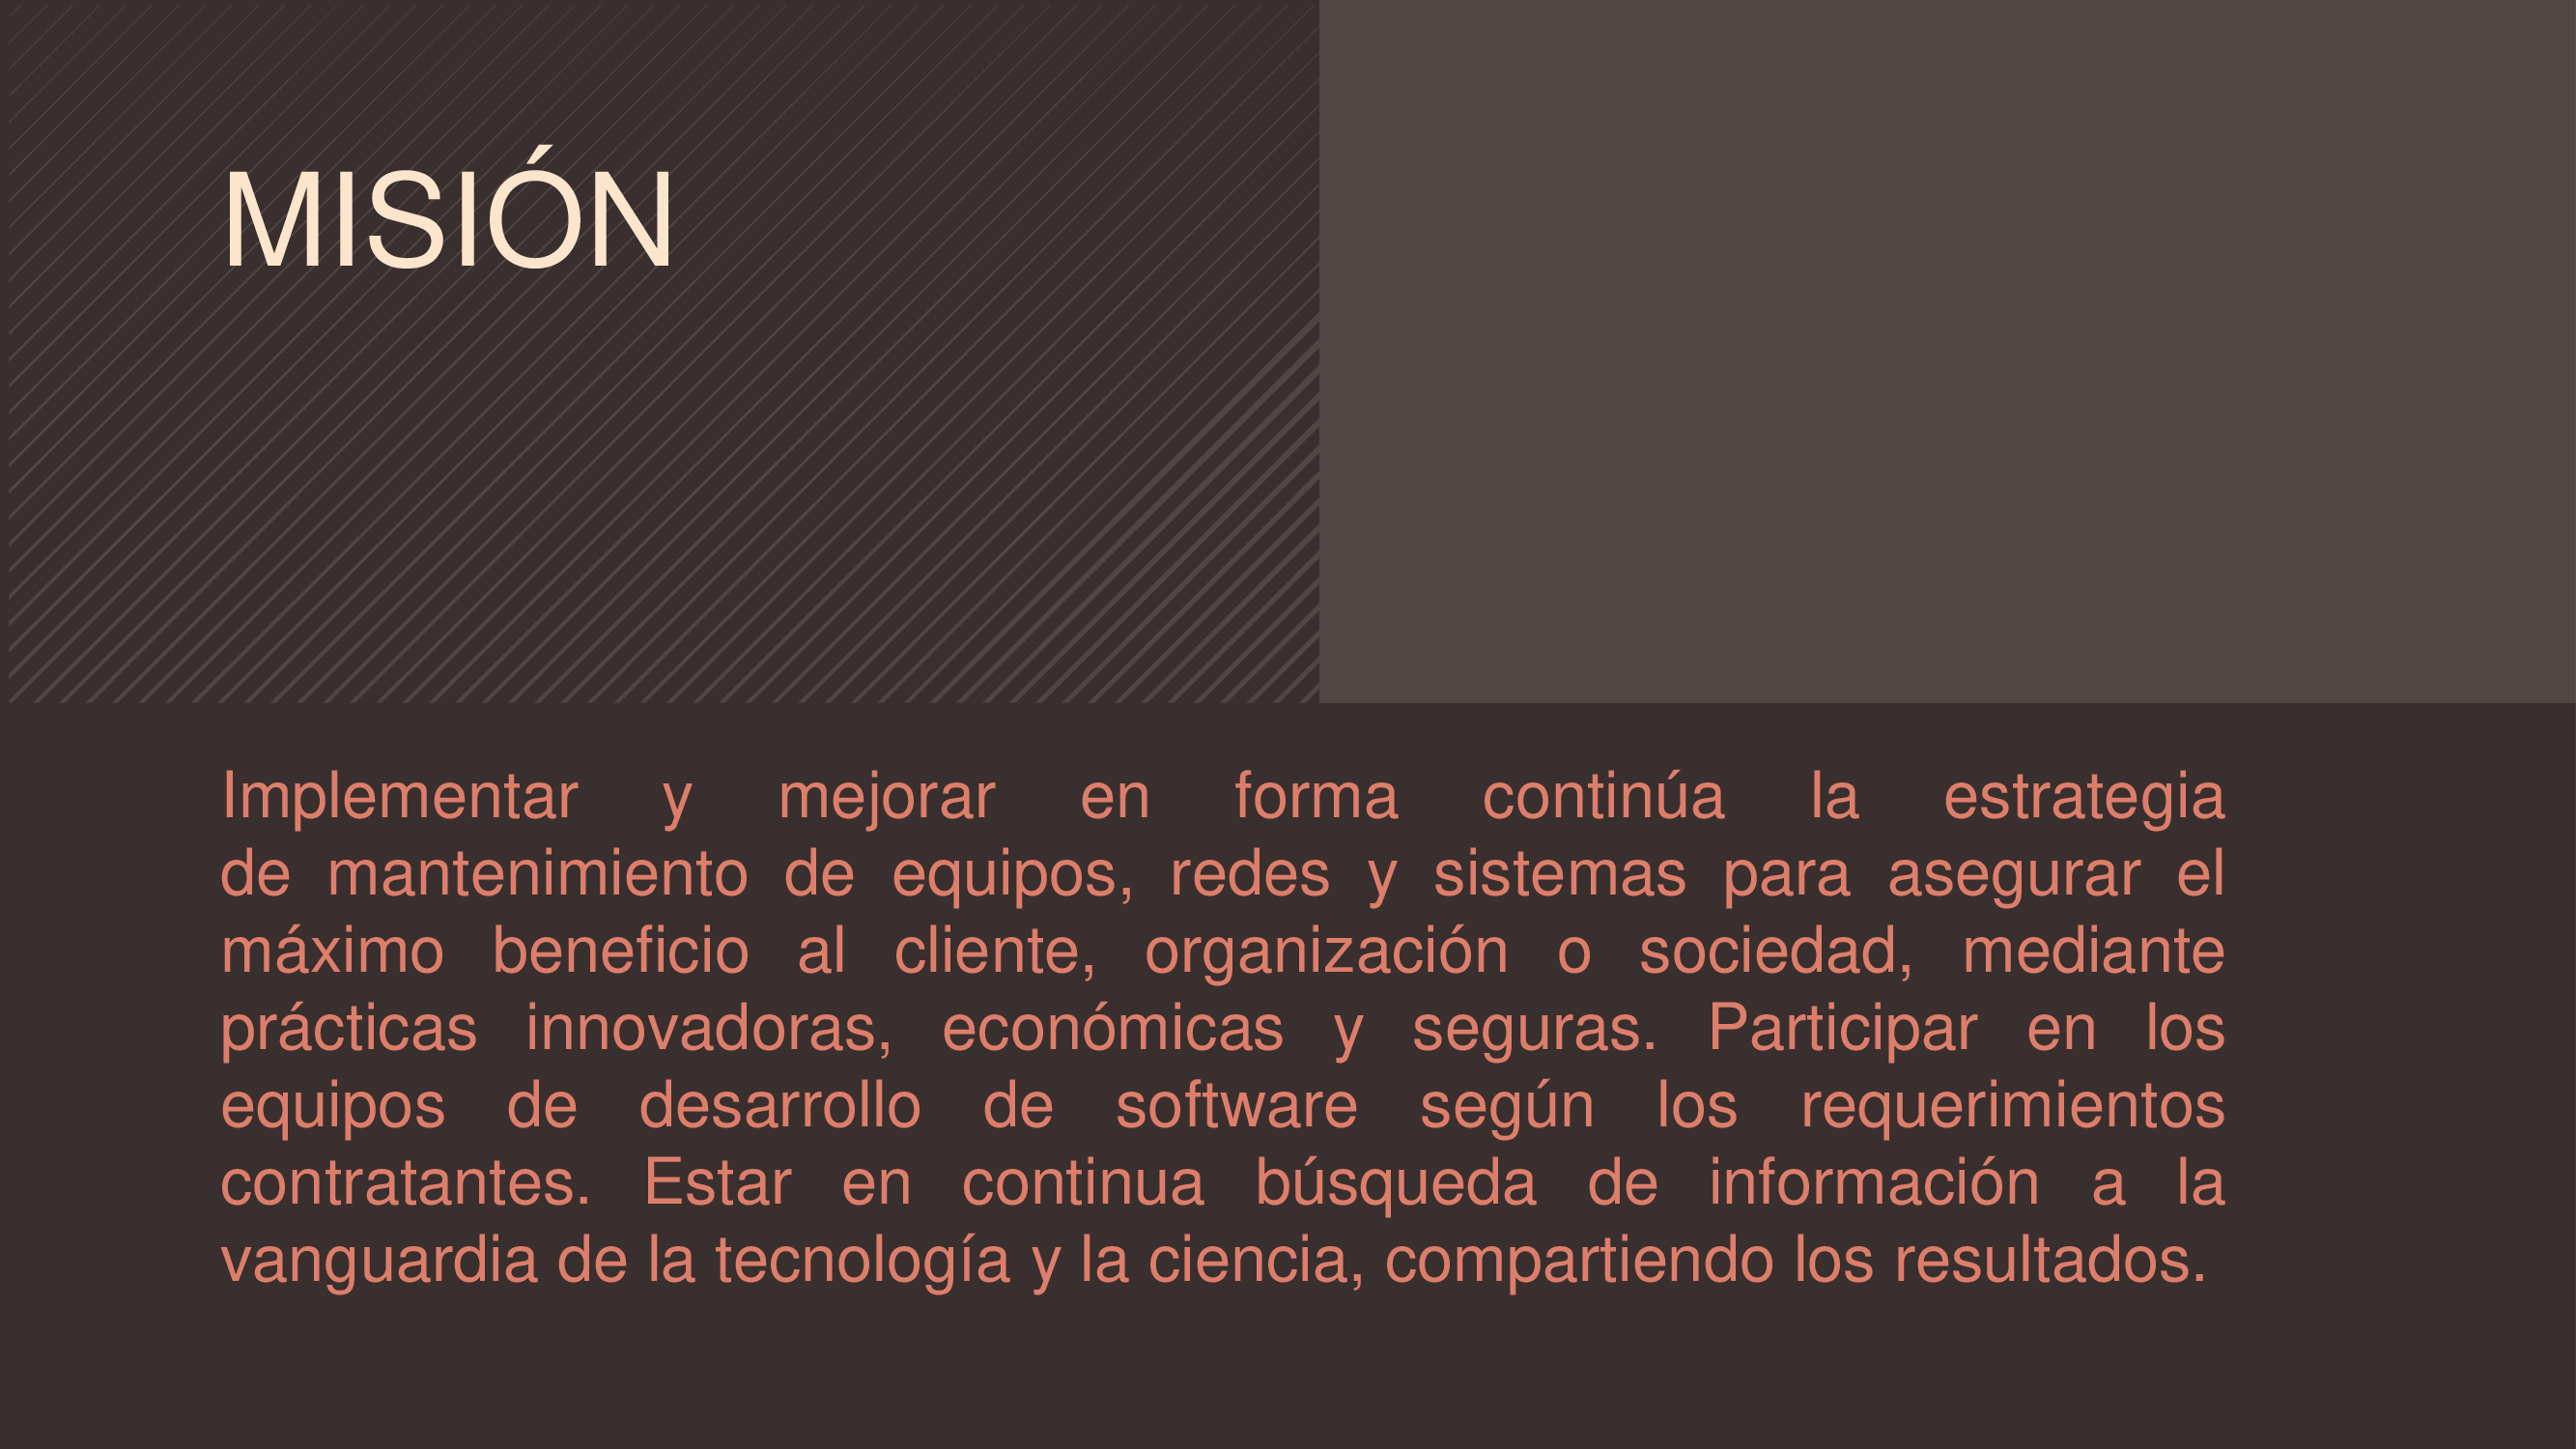 MISIÓN
Implementar y mejorar en forma continúa la estrategia
de mantenimiento de equipos, redes y sistemas para asegurar el
máximo beneficio al cliente, organización o sociedad, mediante
prácticas innovadoras, económicas y seguras. Participar en los
equipos de desarrollo de software según los requerimientos
contratantes. Estar en continua búsqueda de información a la
vanguardia de la tecnología y la ciencia, compartiendo los resultados.